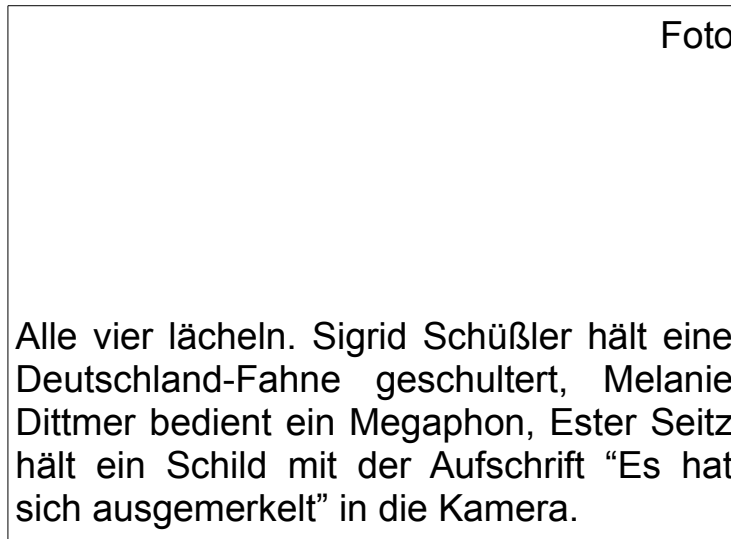 Foto
Alle vier lächeln. Sigrid Schüßler hält eine
Deutschland-Fahne geschultert, Melanie
Dittmer bedient ein Megaphon, Ester Seitz
hält ein Schild mit der Aufschrift “Es hat
sich ausgemerkelt” in die Kamera.